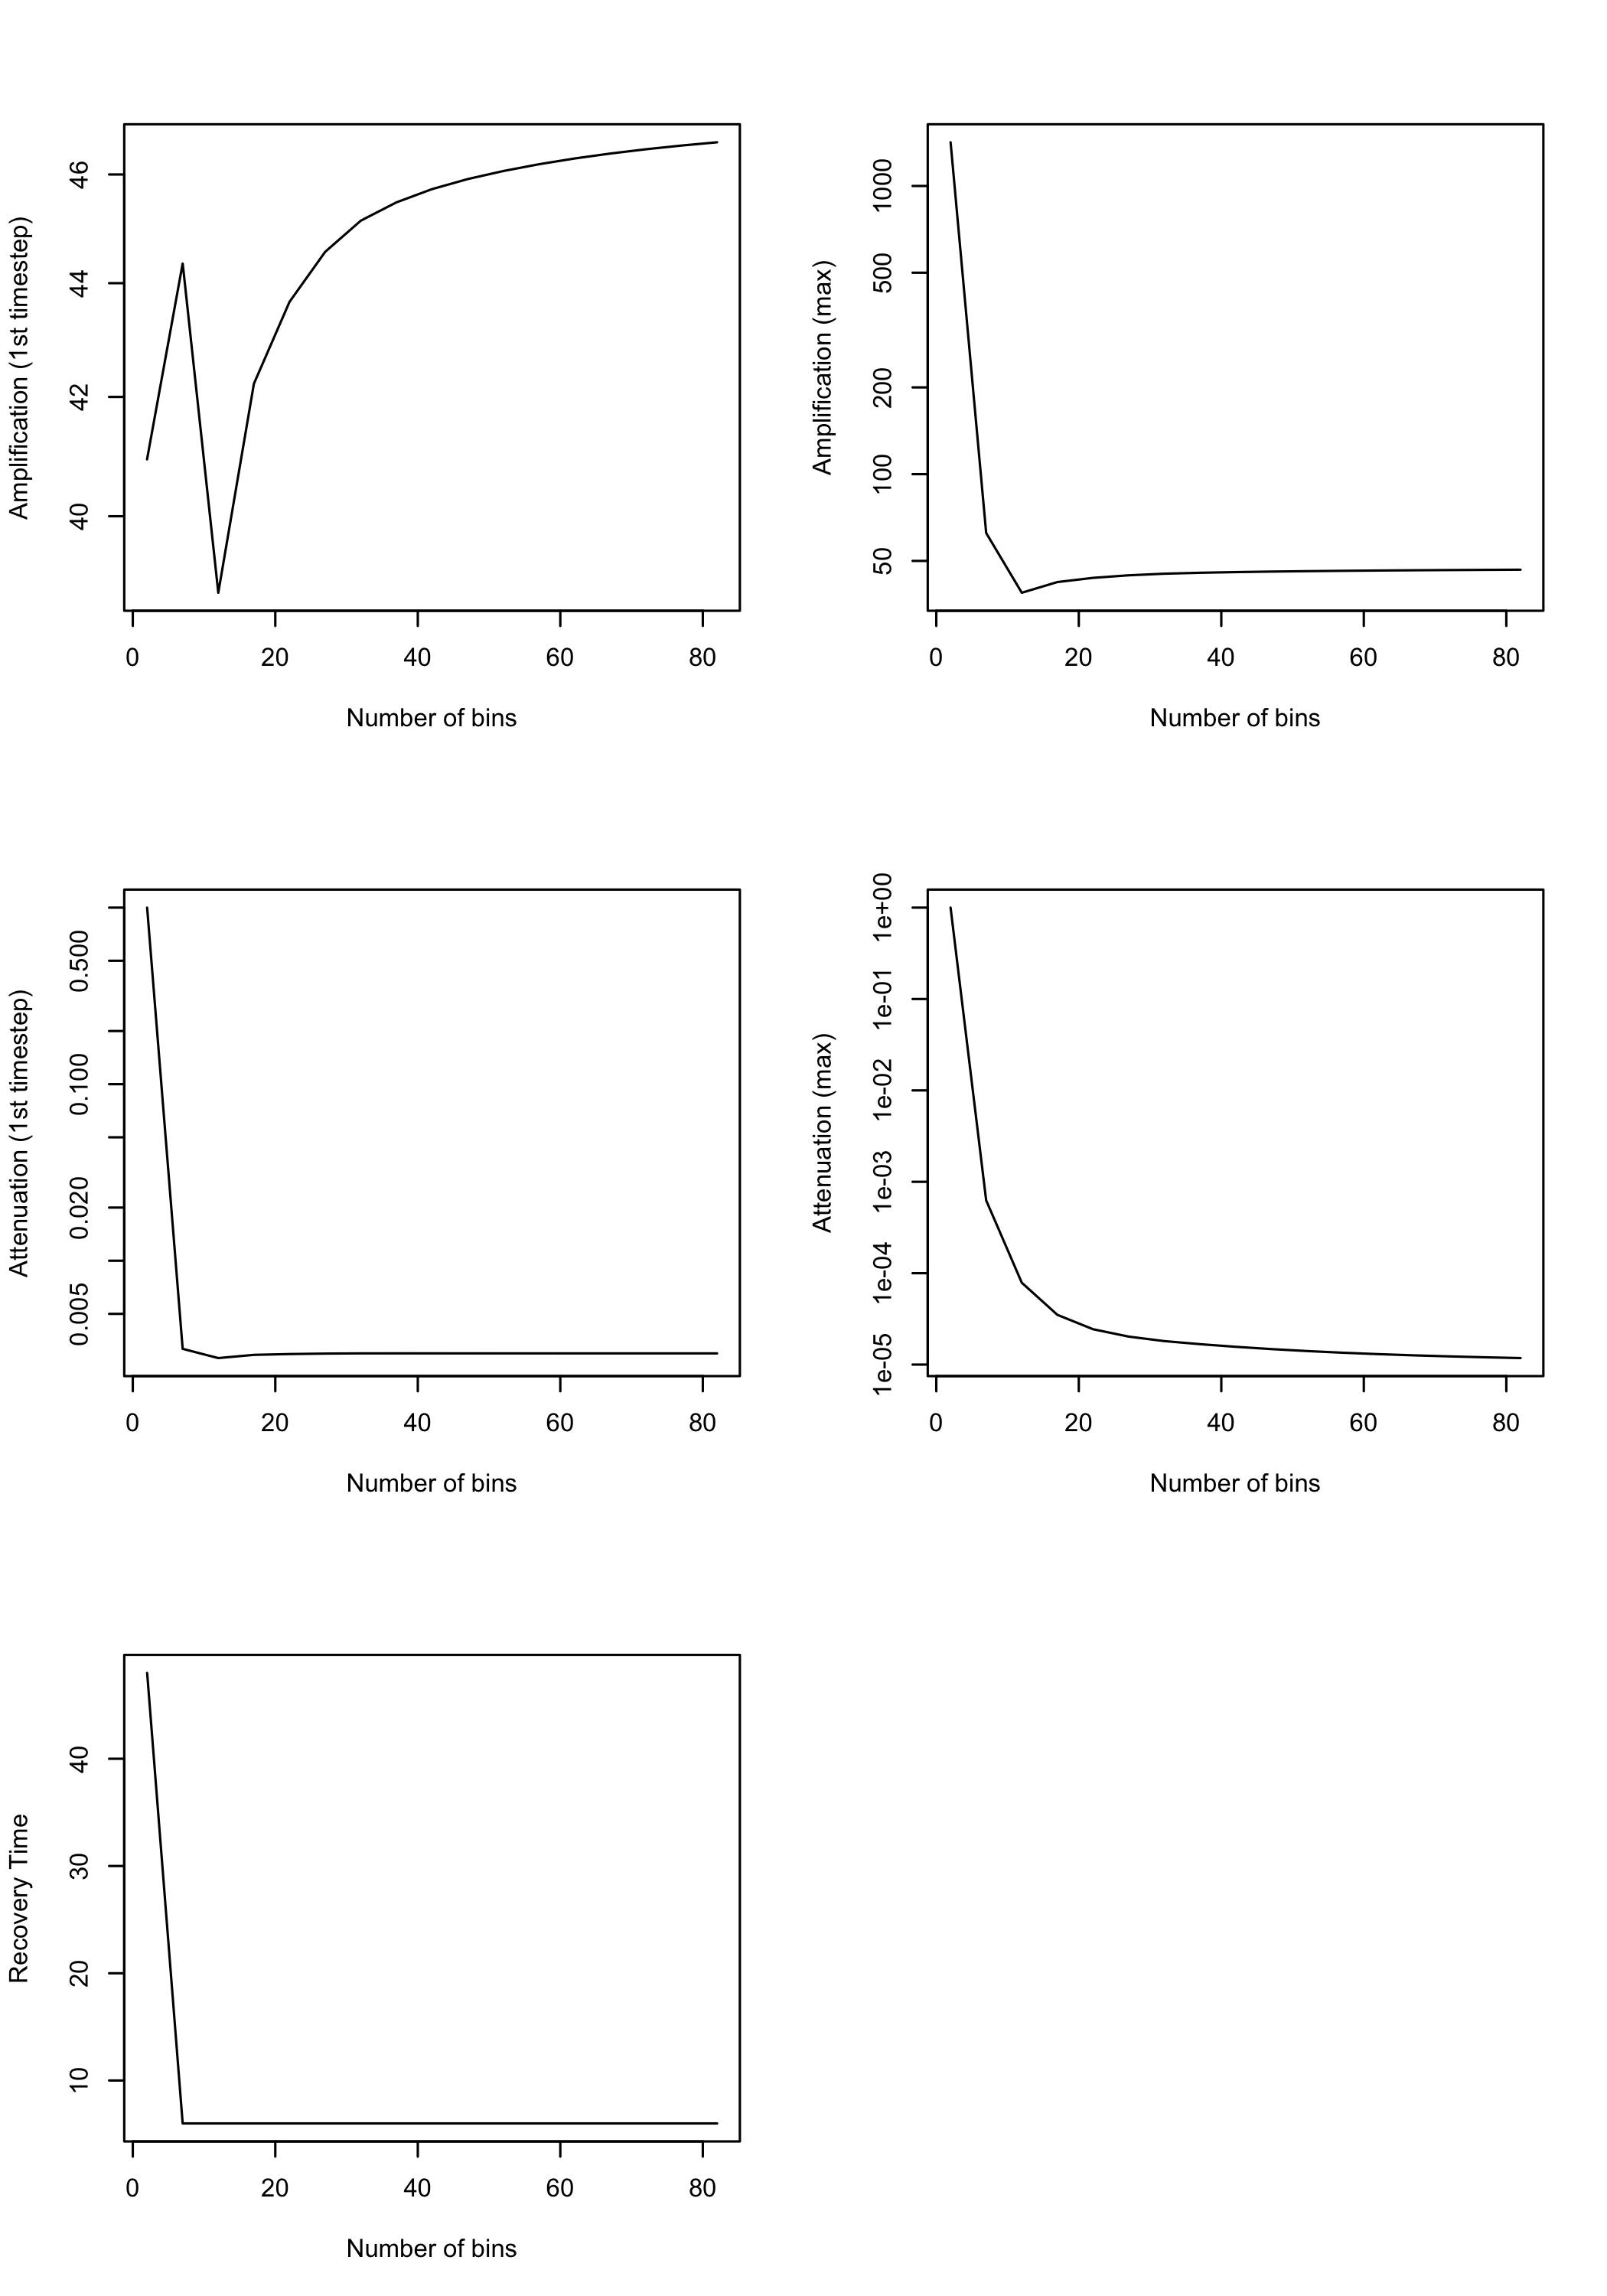 Amplification (1st timestep)
46
44
42
40
0 20 40 60 80
Number of bins
Amplification (max)
1000
500
200
100
50
0 20 40 60 80
Number of bins
Attenuation (1st timestep)
0.500
0.100
0.020
0.005
0 20 40 60 80
Number of bins
Attenuation (max)
1e+00
1e-01
1e-02
1e-03
1e-04
1e-05
0 20 40 60 80
Number of bins
Recovery Time
40
30
20
10
0 20 40 60 80
Number of bins